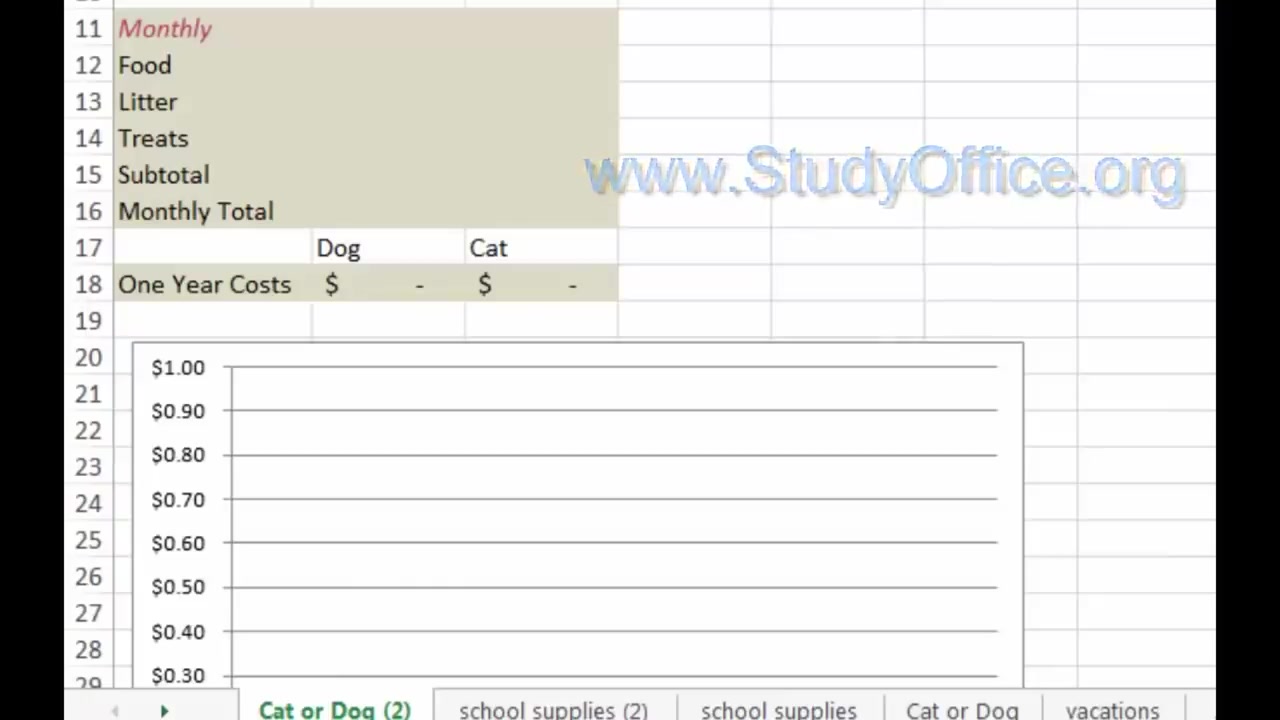 11 Monthly
12 Food
13 Litter
14 Treats
www.StudyOffice.org
15 Subtotal
16 Monthly Total
17 Dog Cat
18 One Year Costs $ - $ -
19
20 $1.00
21 $0.90
22 $0.80
23 $0.70
24 $0.60
25 $0.50
26 $0.40
27 $0.30
28
29
Cat or Dog (2) school supplies (2) school supplies Cat or Dog vacations